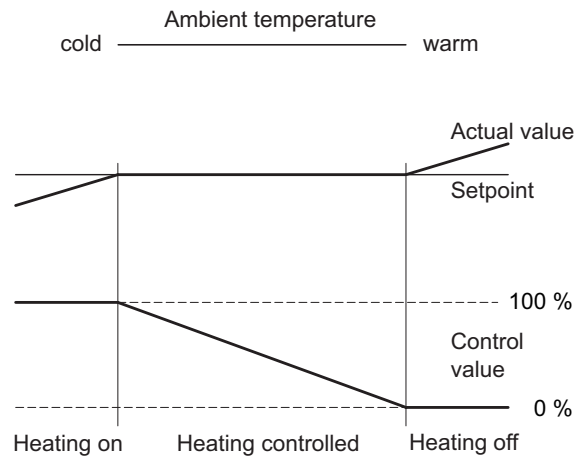 Ambient temperature
cold
warm
Actual value
Setpoint
100 %
Control
value
0 %
Heating on
Heating controlled
Heating off